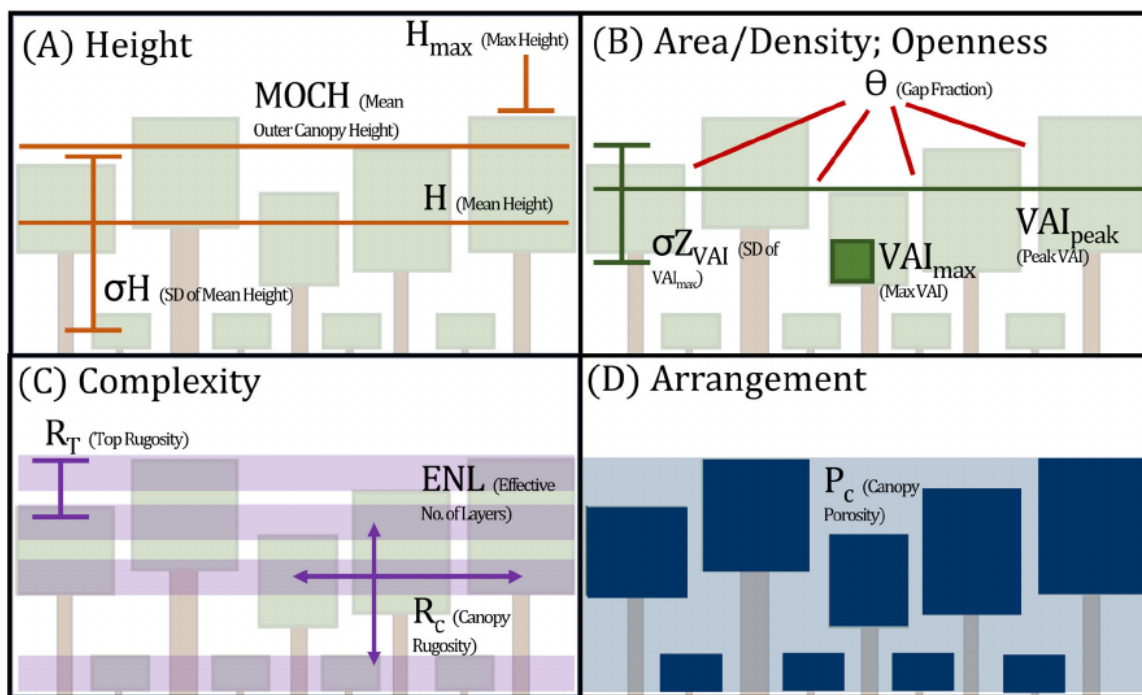 (A) Height
H_max (Max Height)
MOCH (Mean
Outer Canopy Height)
H (Mean Height)
σH (SD of Mean Height)
(B) Area/Density; Openness
Ө (Gap Fraction)
σZ_VAI (SD of
VAI_max)
VAI_max
(Max VAI)
VAI_peak
(Peak VAI)
(C) Complexity
R_T (Top Rugosity)
ENL (Effective
No. of Layers)
R_c (Canopy
Rugosity)
(D) Arrangement
P_c (Canopy
Porosity)